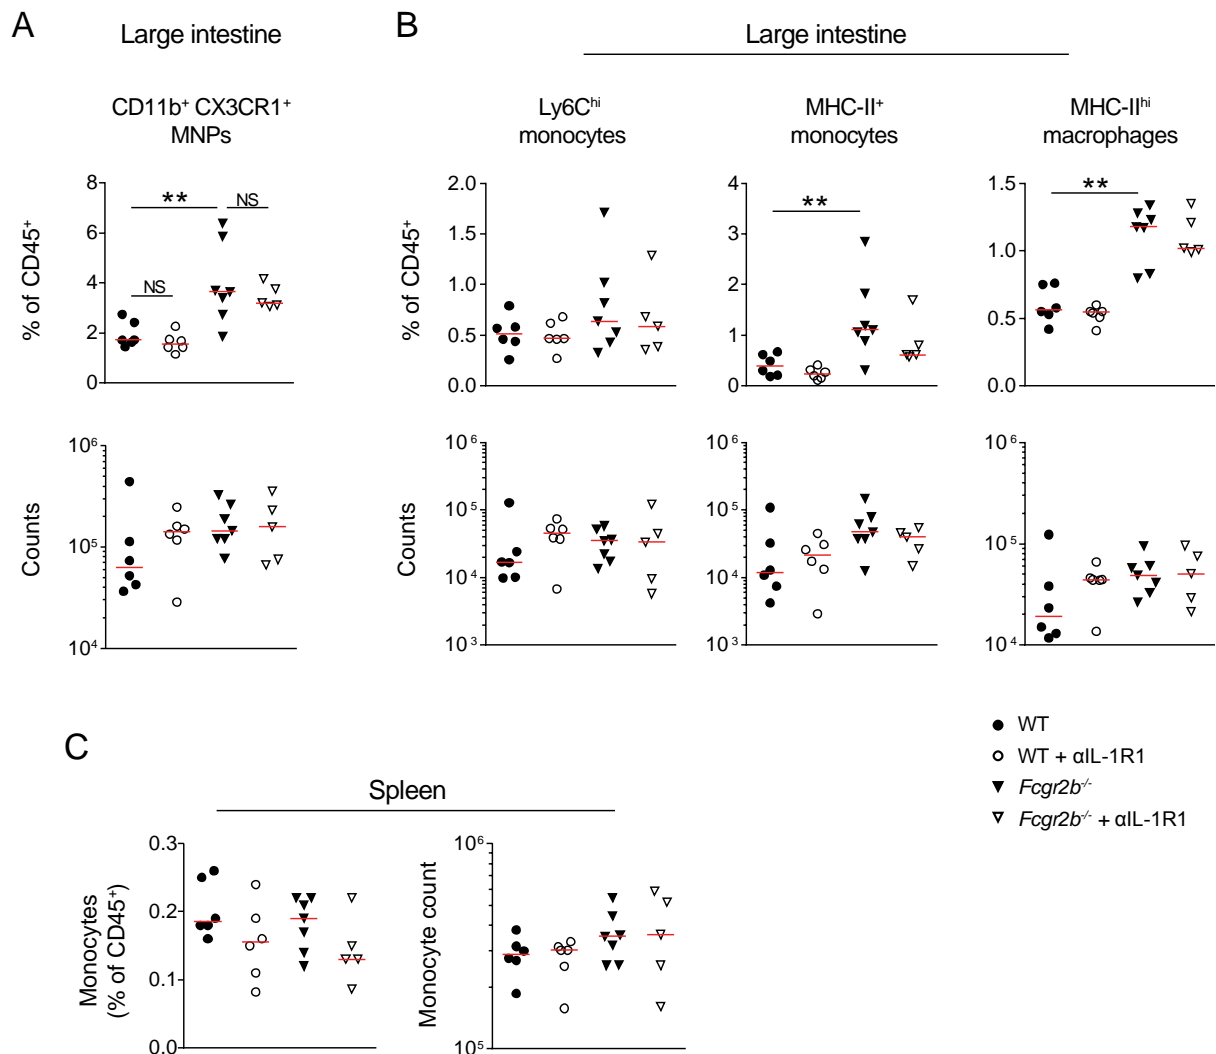 A
Large intestine
CD11b⁺ CX3CR1⁺
MNPs
% of CD45⁺
8
6
4
2
0
**
NS
NS
Counts
10⁶
10⁵
10⁴
B
Large intestine
Ly6Cʰⁱ
monocytes
% of CD45⁺
2.0
1.5
1.0
0.5
0.0
MHC-II⁺
monocytes
4
3
2
1
0
**
MHC-IIʰⁱ
macrophages
1.5
1.0
0.5
0.0
**
Counts
10⁶
10⁵
10⁴
10³
10⁶
10⁵
10⁴
10³
10⁶
10⁵
10⁴
WT
WT + αIL-1R1
Fcgr2b⁻/⁻
Fcgr2b⁻/⁻ + αIL-1R1
C
Spleen
Monocytes
(% of CD45⁺)
0.3
0.2
0.1
0.0
Monocyte count
10⁶
10⁵